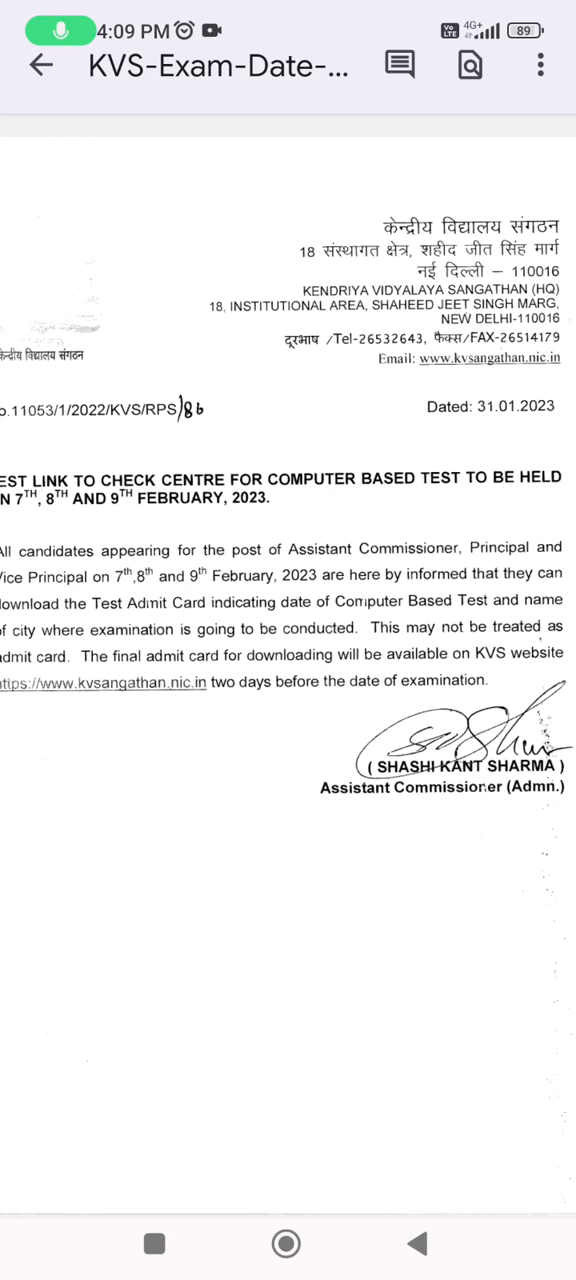 4:09 PM
Vo LTE 4G+ 89
KVS-Exam-Date-...
केन्द्रीय विद्यालय संगठन
18 संस्थागत क्षेत्र, शहीद जीत सिंह मार्ग
नई दिल्ली – 110016
KENDRIYA VIDYALAYA SANGATHAN (HQ)
18, INSTITUTIONAL AREA, SHAHEED JEET SINGH MARG,
NEW DELHI-110016
दूरभाष /Tel-26532643, फैक्स/FAX-26514179
Email: www.kvsangathan.nic.in
केन्द्रीय विद्यालय संगठन
o.11053/1/2022/KVS/RPS)86
Dated: 31.01.2023
EST LINK TO CHECK CENTRE FOR COMPUTER BASED TEST TO BE HELD
N 7TH, 8TH AND 9TH FEBRUARY, 2023.
All candidates appearing for the post of Assistant Commissioner, Principal and
Vice Principal on 7th,8th and 9th February, 2023 are here by informed that they can
ownload the Test Admit Card indicating date of Computer Based Test and name
f city where examination is going to be conducted. This may not be treated as
dmit card. The final admit card for downloading will be available on KVS website
ttps://www.kvsangathan.nic.in two days before the date of examination.
( SHASHI KANT SHARMA )
Assistant Commissioner (Admn.)